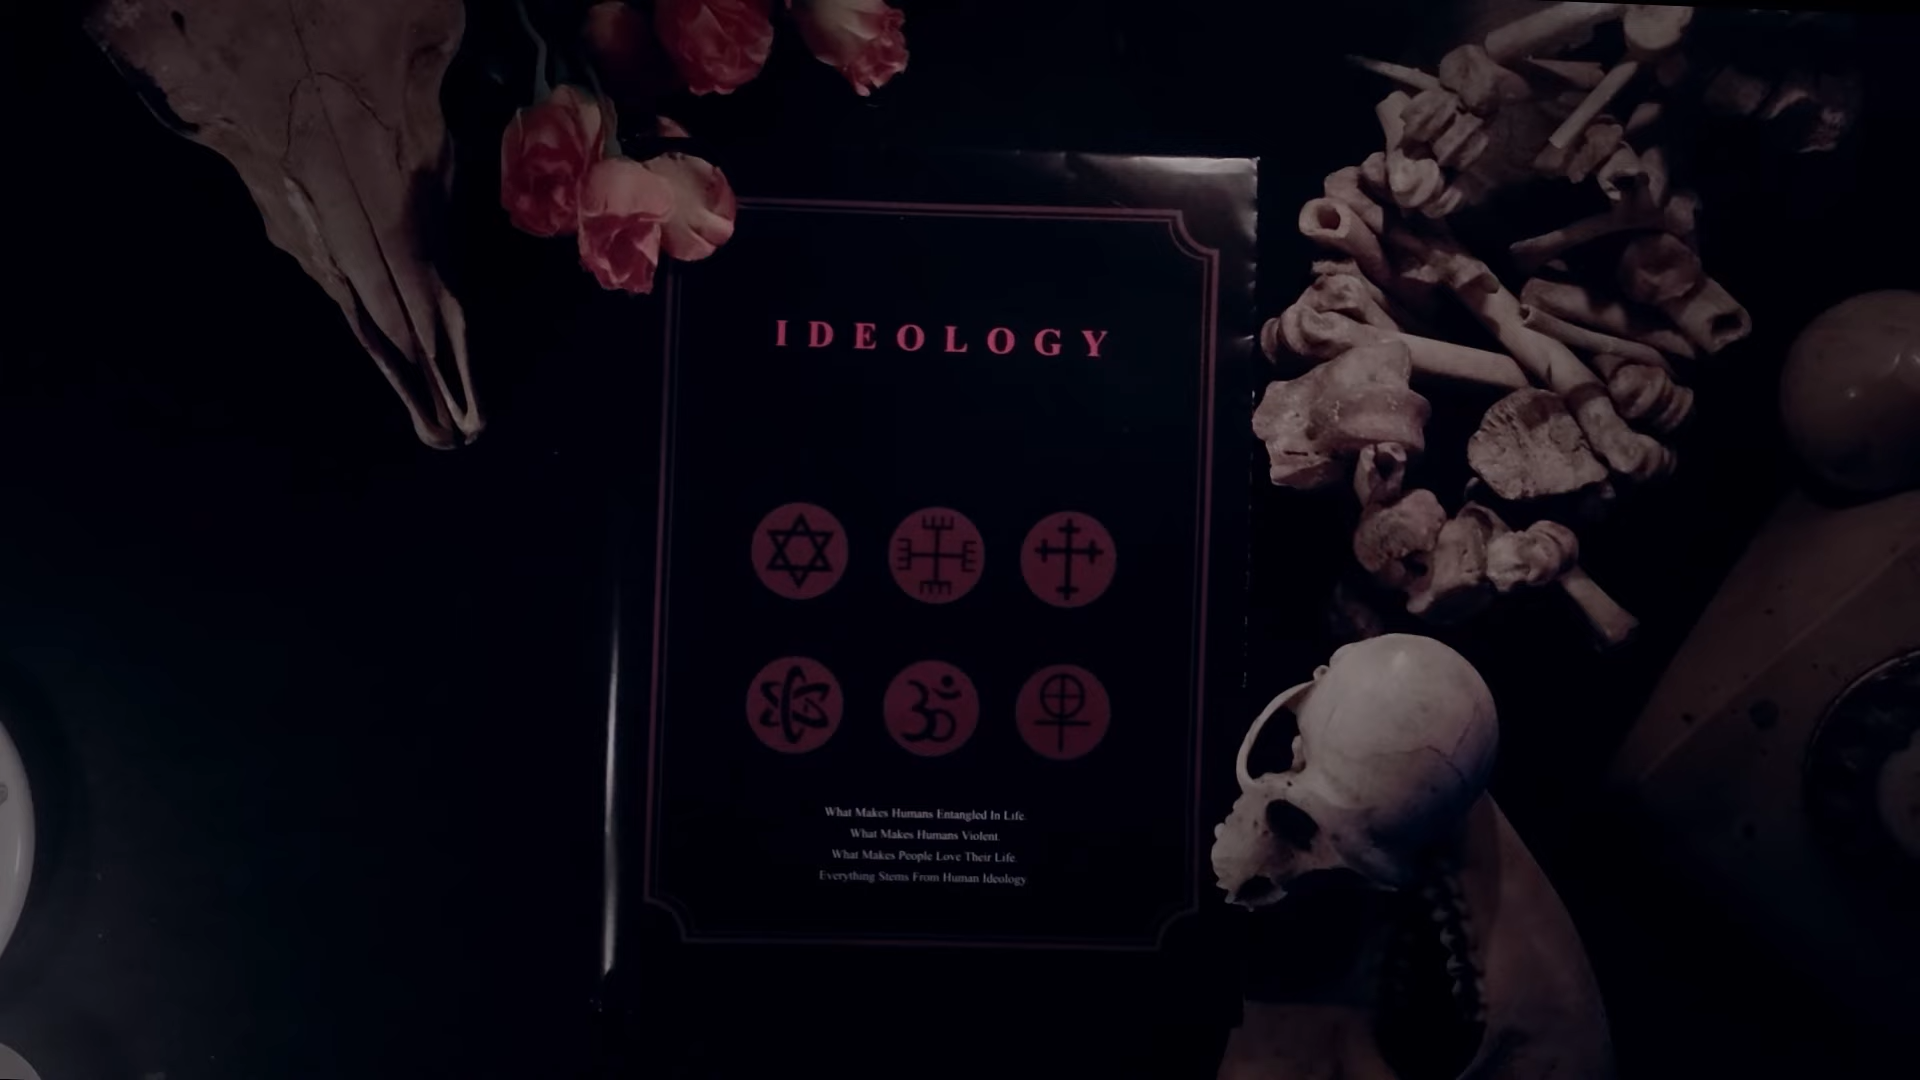 IDEOLOGY
What Makes Humans Entangled In Life.
What Makes Humans Violent.
What Makes People Love Their Life.
Everything Stems From Human Ideology